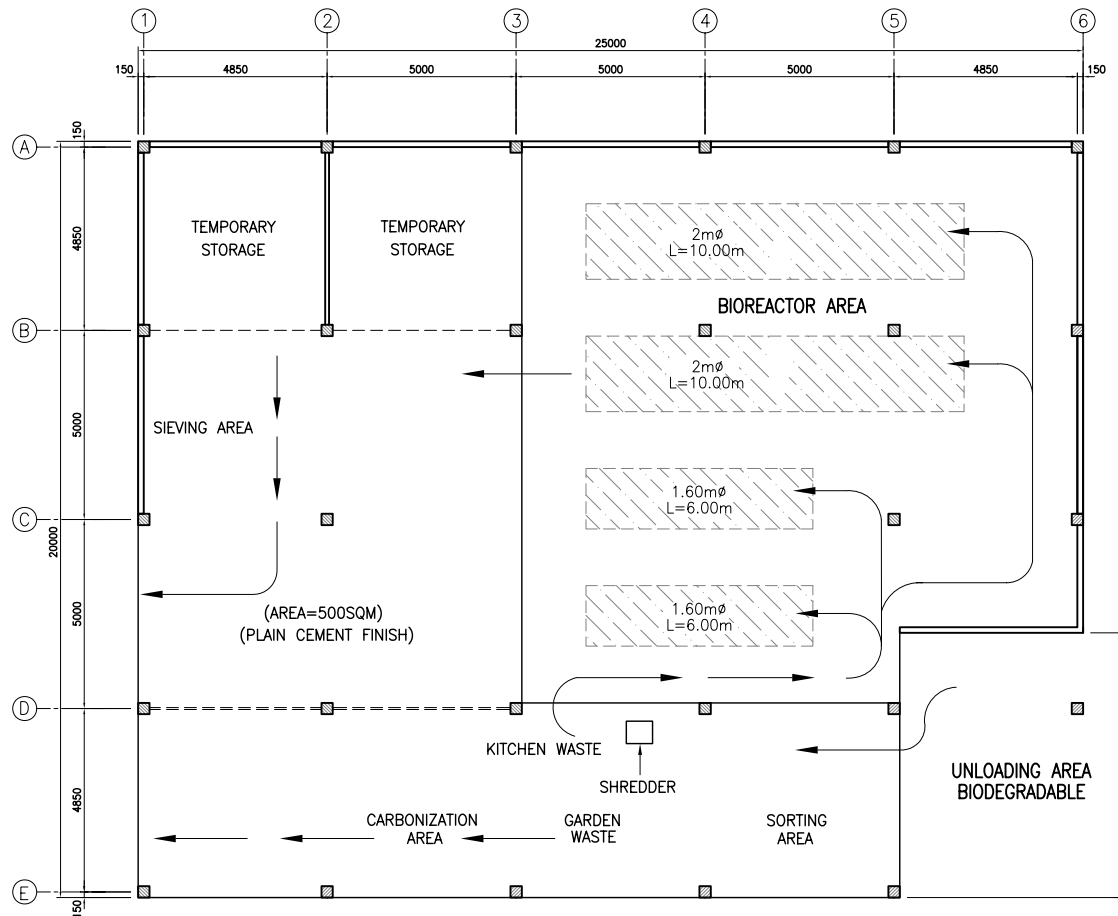 1 2 3 4 5 6
25000
150 4850 5000 5000 5000 4850 150
A
B
C
D
E
150
4850
5000
5000
4850
150
20000
TEMPORARY
STORAGE
TEMPORARY
STORAGE
2mø
L=10.00m
BIOREACTOR AREA
2mø
L=10.00m
SIEVING AREA
1.60mø
L=6.00m
1.60mø
L=6.00m
(AREA=500SQM)
(PLAIN CEMENT FINISH)
KITCHEN WASTE
SHREDDER
UNLOADING AREA
BIODEGRADABLE
CARBONIZATION
AREA
GARDEN
WASTE
SORTING
AREA